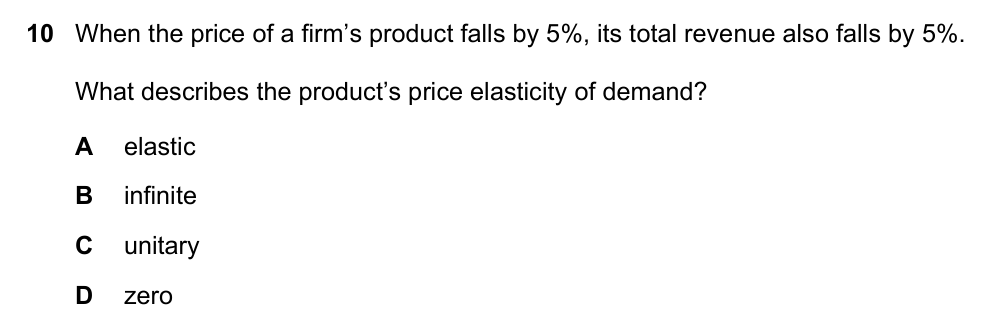 10 When the price of a firm’s product falls by 5%, its total revenue also falls by 5%.
What describes the product’s price elasticity of demand?
A elastic
B infinite
C unitary
D zero